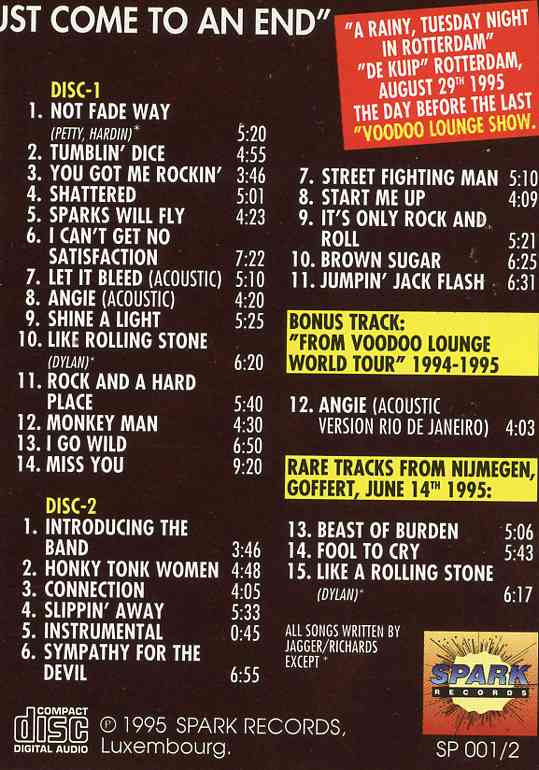 UST COME TO AN END"
"A RAINY, TUESDAY NIGHT
IN ROTTERDAM"
"DE KUIP" ROTTERDAM,
AUGUST 29TH 1995
THE DAY BEFORE THE LAST
"VOODOO LOUNGE SHOW.
DISC-1
1. NOT FADE WAY
(PETTY, HARDIN)* 5:20
2. TUMBLIN' DICE 4:55
3. YOU GOT ME ROCKIN' 3:46
4. SHATTERED 5:01
5. SPARKS WILL FLY 4:23
6. I CAN'T GET NO
SATISFACTION 7:22
7. LET IT BLEED (ACOUSTIC) 5:10
8. ANGIE (ACOUSTIC) 4:20
9. SHINE A LIGHT 5:25
10. LIKE ROLLING STONE
(DYLAN)* 6:20
11. ROCK AND A HARD
PLACE 5:40
12. MONKEY MAN 4:30
13. I GO WILD 6:50
14. MISS YOU 9:20
DISC-2
1. INTRODUCING THE
BAND 3:46
2. HONKY TONK WOMEN 4:48
3. CONNECTION 4:05
4. SLIPPIN' AWAY 5:33
5. INSTRUMENTAL 0:45
6. SYMPATHY FOR THE
DEVIL 6:55
7. STREET FIGHTING MAN 5:10
8. START ME UP 4:09
9. IT'S ONLY ROCK AND
ROLL 5:21
10. BROWN SUGAR 6:25
11. JUMPIN' JACK FLASH 6:31
BONUS TRACK:
"FROM VOODOO LOUNGE
WORLD TOUR" 1994-1995
12. ANGIE (ACOUSTIC
VERSION RIO DE JANEIRO) 4:03
RARE TRACKS FROM NIJMEGEN,
GOFFERT, JUNE 14TH 1995:
13. BEAST OF BURDEN 5:06
14. FOOL TO CRY 5:43
15. LIKE A ROLLING STONE
(DYLAN)* 6:17
ALL SONGS WRITTEN BY
JAGGER/RICHARDS
EXCEPT *
SPARK
RECORDS
COMPACT
disc
DIGITAL AUDIO
℗ 1995 SPARK RECORDS,
Luxembourg.
SP 001/2